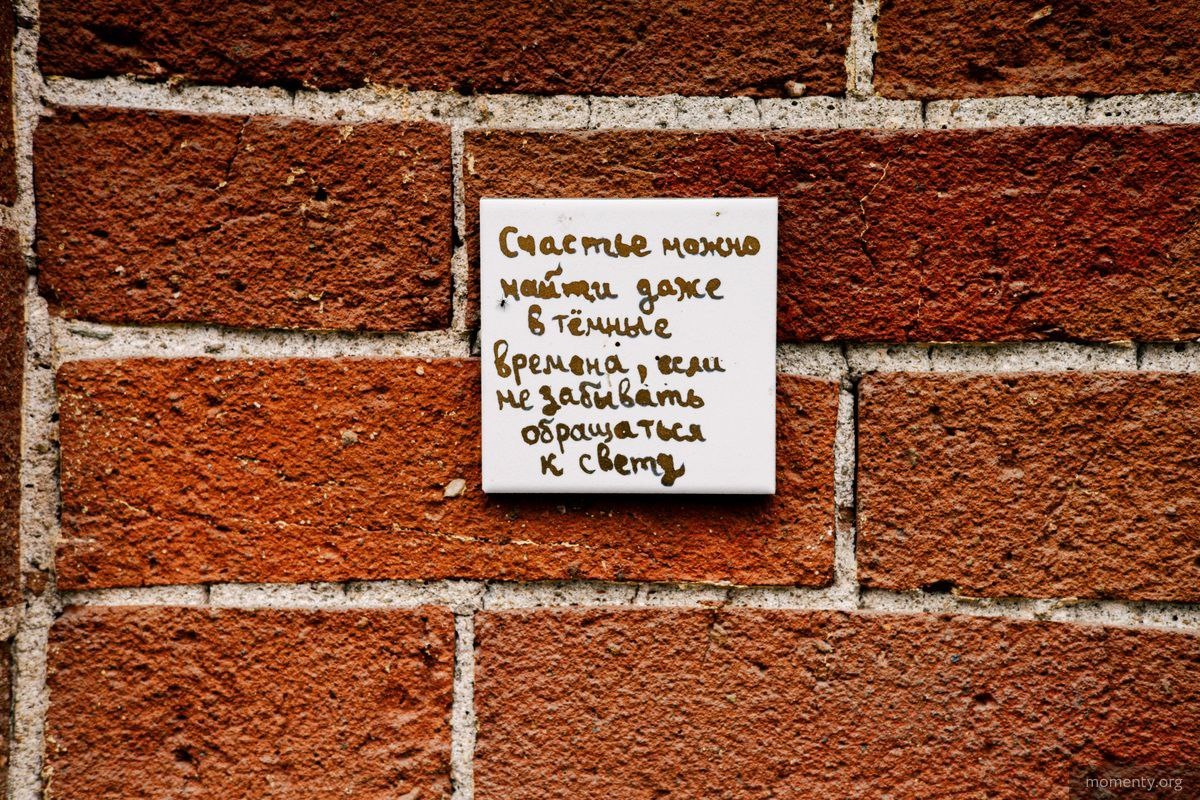 Счастье можно
найти даже
в тёмные
времена, если
не забывать
обращаться
к свету
momenty.org